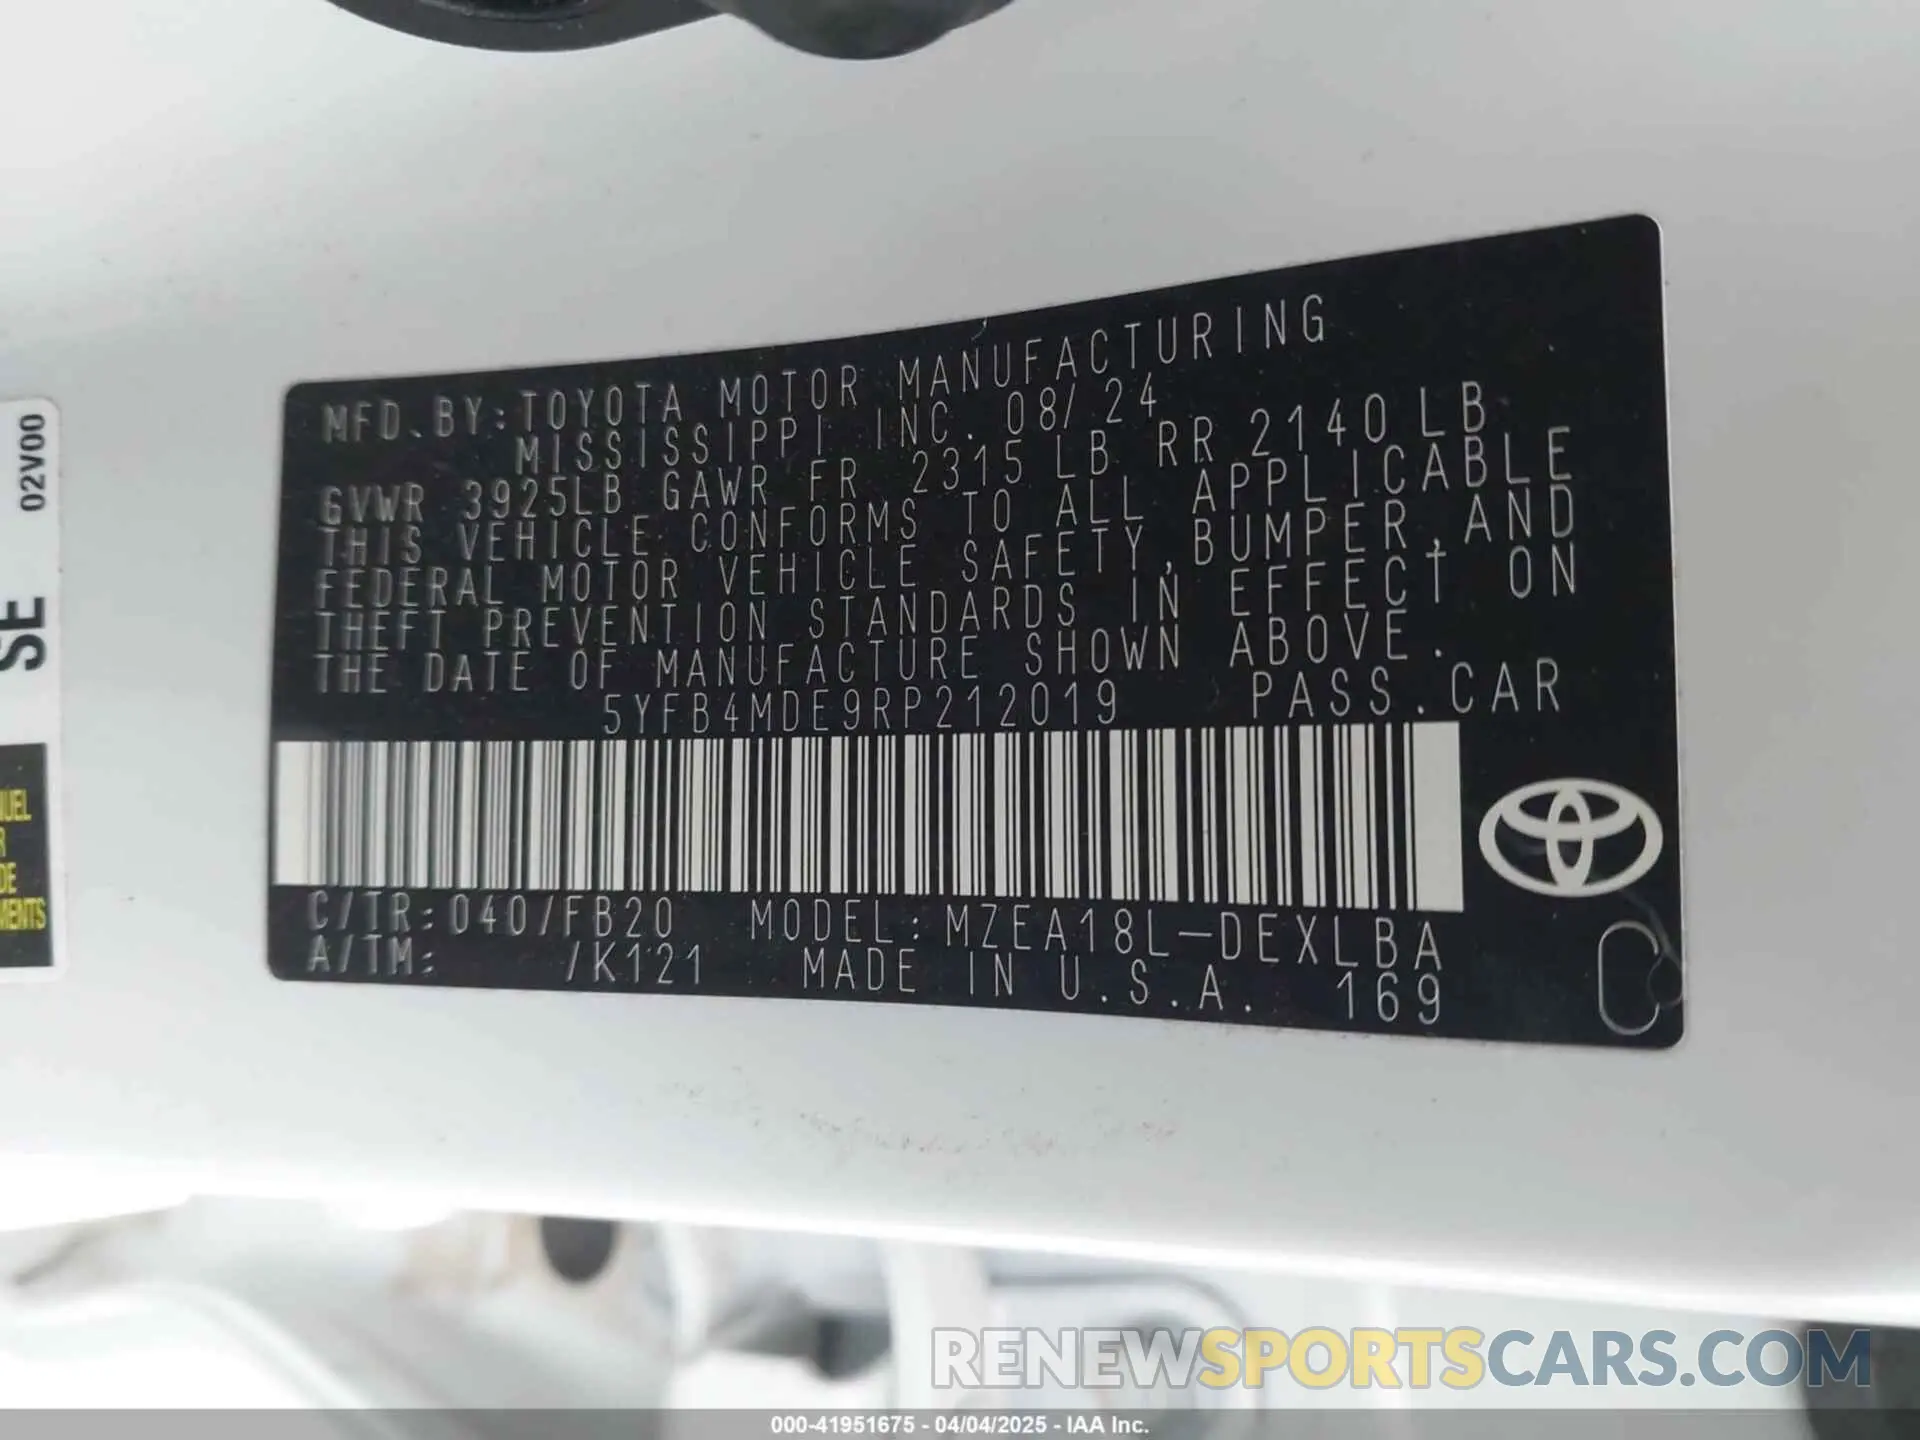 MFD. BY: TOYOTA MOTOR MANUFACTURING
MISSISSIPPI INC. 08/24
GVWR 3925LB GAWR FR 2315 LB RR 2140 LB
THIS VEHICLE CONFORMS TO ALL APPLICABLE
FEDERAL MOTOR VEHICLE SAFETY, BUMPER, AND
THEFT PREVENTION STANDARDS IN EFFECT ON
THE DATE OF MANUFACTURE SHOWN ABOVE.
5YFB4MDE9RP212019 PASS. CAR
C/TR: 040/FB20 MODEL: MZEA18L-DEXLBA
A/TM: /K121 MADE IN U.S.A. 169
C
02V00
SE
RENEWSPORTSCARS.COM
000-41951675 - 04/04/2025 - IAA Inc.